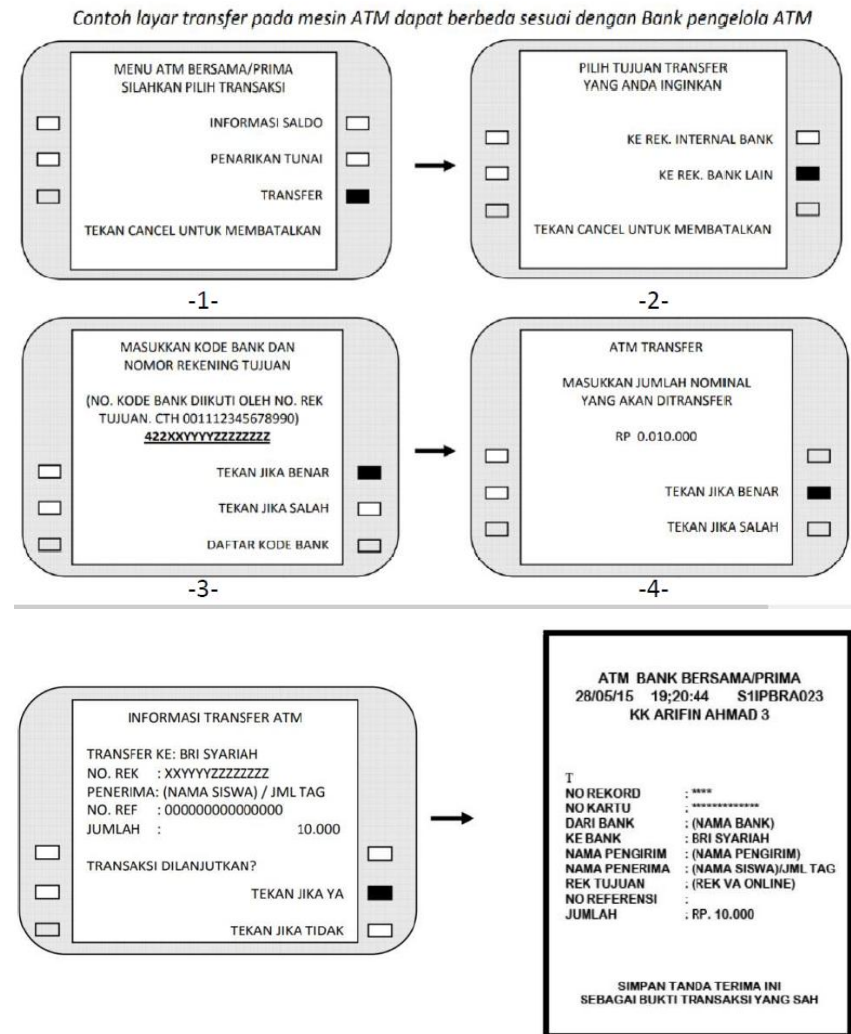 Contoh layar transfer pada mesin ATM dapat berbeda sesuai dengan Bank pengelola ATM
MENU ATM BERSAMA/PRIMA
SILAHKAN PILIH TRANSAKSI
INFORMASI SALDO
PENARIKAN TUNAI
TRANSFER
TEKAN CANCEL UNTUK MEMBATALKAN
-1-
PILIH TUJUAN TRANSFER
YANG ANDA INGINKAN
KE REK. INTERNAL BANK
KE REK. BANK LAIN
TEKAN CANCEL UNTUK MEMBATALKAN
-2-
MASUKKAN KODE BANK DAN
NOMOR REKENING TUJUAN
(NO. KODE BANK DIIKUTI OLEH NO. REK
TUJUAN. CTH 001112345678990)
422XXYYYYZZZZZZZZ
TEKAN JIKA BENAR
TEKAN JIKA SALAH
DAFTAR KODE BANK
-3-
ATM TRANSFER
MASUKKAN JUMLAH NOMINAL
YANG AKAN DITRANSFER
RP 0.010.000
TEKAN JIKA BENAR
TEKAN JIKA SALAH
-4-
INFORMASI TRANSFER ATM
TRANSFER KE: BRI SYARIAH
NO. REK : XXYYYYZZZZZZZZ
PENERIMA: (NAMA SISWA) / JML TAG
NO. REF : 000000000000000
JUMLAH : 10.000
TRANSAKSI DILANJUTKAN?
TEKAN JIKA YA
TEKAN JIKA TIDAK
ATM BANK BERSAMA/PRIMA
28/05/15 19;20:44 S1IPBRA023
KK ARIFIN AHMAD 3
T
NO REKORD : ****
NO KARTU : *************
DARI BANK : (NAMA BANK)
KE BANK : BRI SYARIAH
NAMA PENGIRIM : (NAMA PENGIRIM)
NAMA PENERIMA : (NAMA SISWA)/JML TAG
REK TUJUAN : (REK VA ONLINE)
NO REFERENSI :
JUMLAH : RP. 10.000
SIMPAN TANDA TERIMA INI
SEBAGAI BUKTI TRANSAKSI YANG SAH